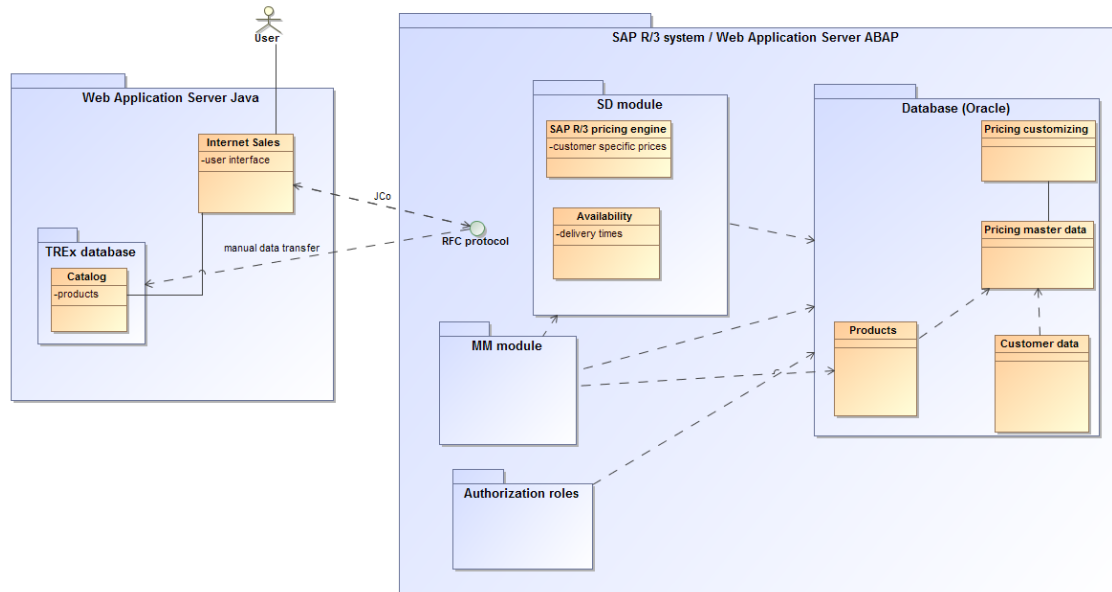 User
Web Application Server Java
Internet Sales
-user interface
TREx database
Catalog
-products
JCo
manual data transfer
RFC protocol
SAP R/3 system / Web Application Server ABAP
SD module
SAP R/3 pricing engine
-customer specific prices
Availability
-delivery times
MM module
Authorization roles
Database (Oracle)
Pricing customizing
Pricing master data
Products
Customer data